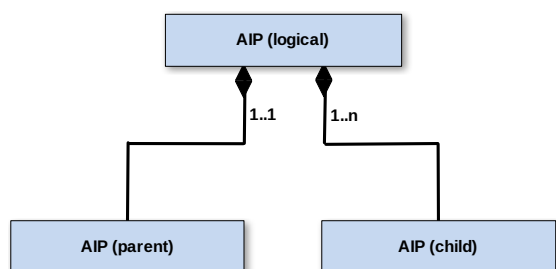 AIP (logical)
1..1
1..n
AIP (parent)
AIP (child)